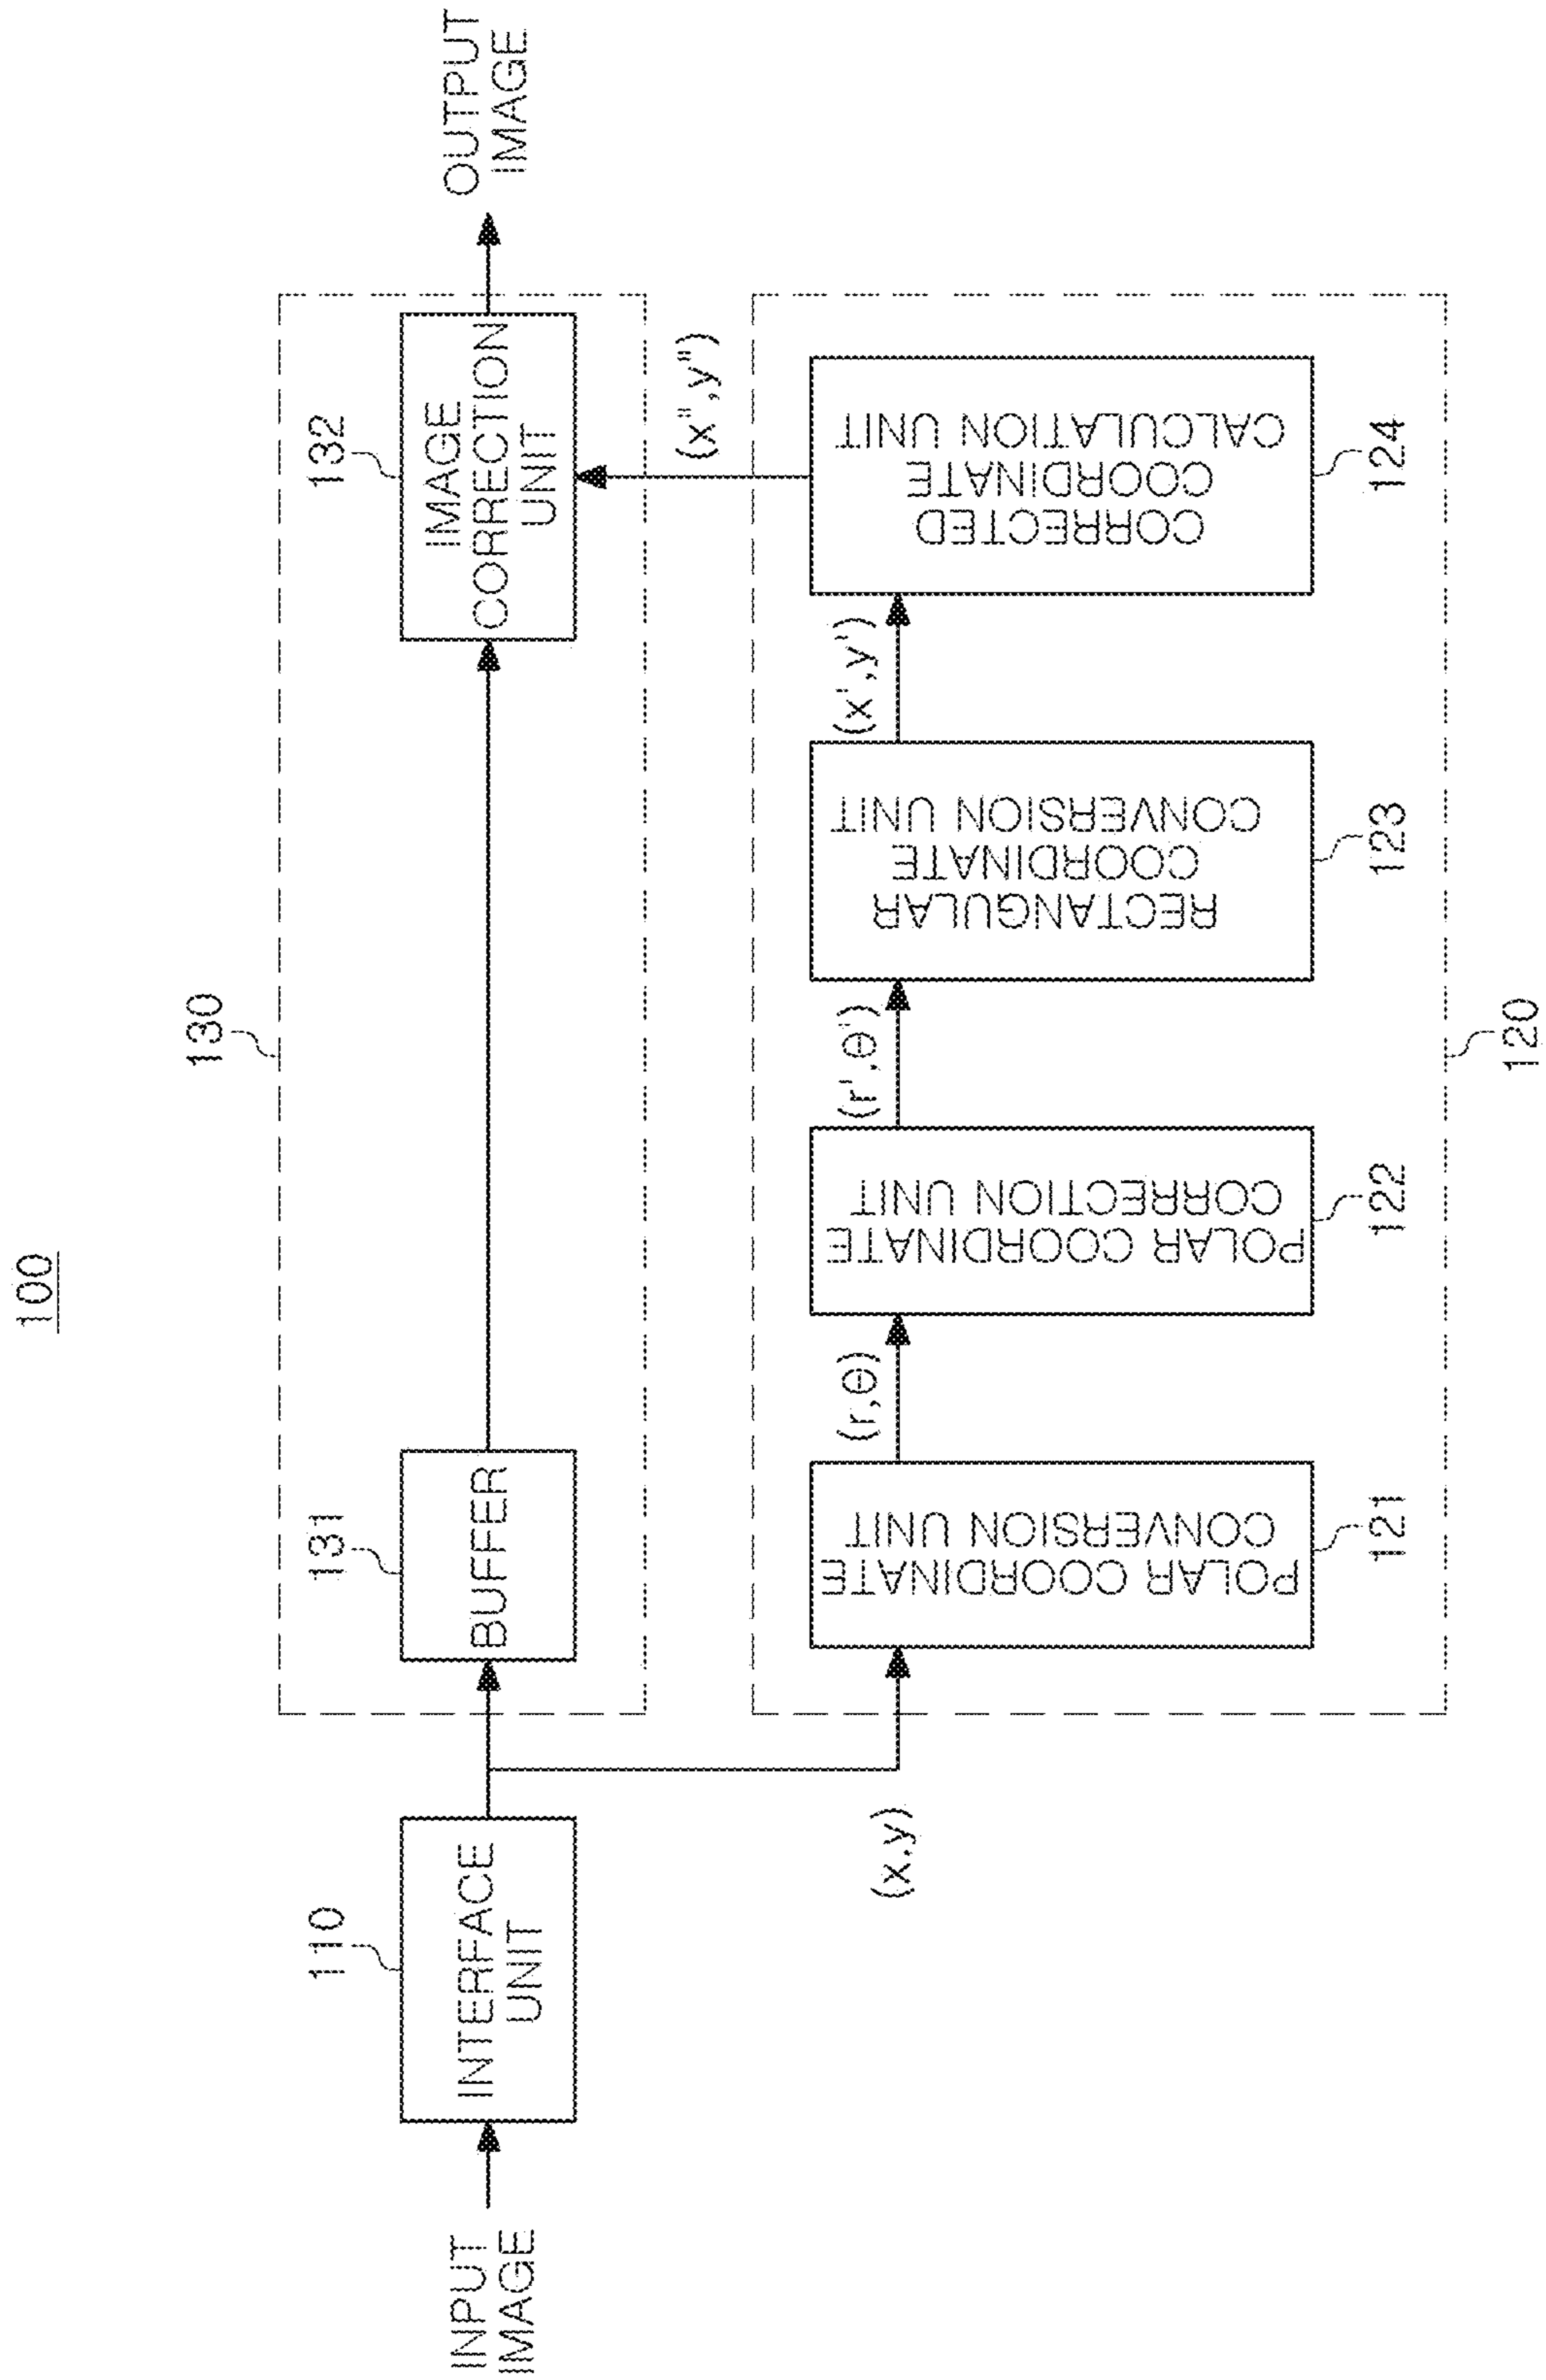 100
130
INPUT
IMAGE
110
INTERFACE
UNIT
131
BUFFER
132
IMAGE
CORRECTION
UNIT
OUTPUT
IMAGE
(x,y)
POLAR COORDINATE
CONVERSION UNIT
121
(r,θ)
POLAR COORDINATE
CORRECTION UNIT
122
(r',θ')
RECTANGULAR
COORDINATE
CONVERSION UNIT
123
(x',y')
CORRECTED
COORDINATE
CALCULATION UNIT
124
(x",y")
120